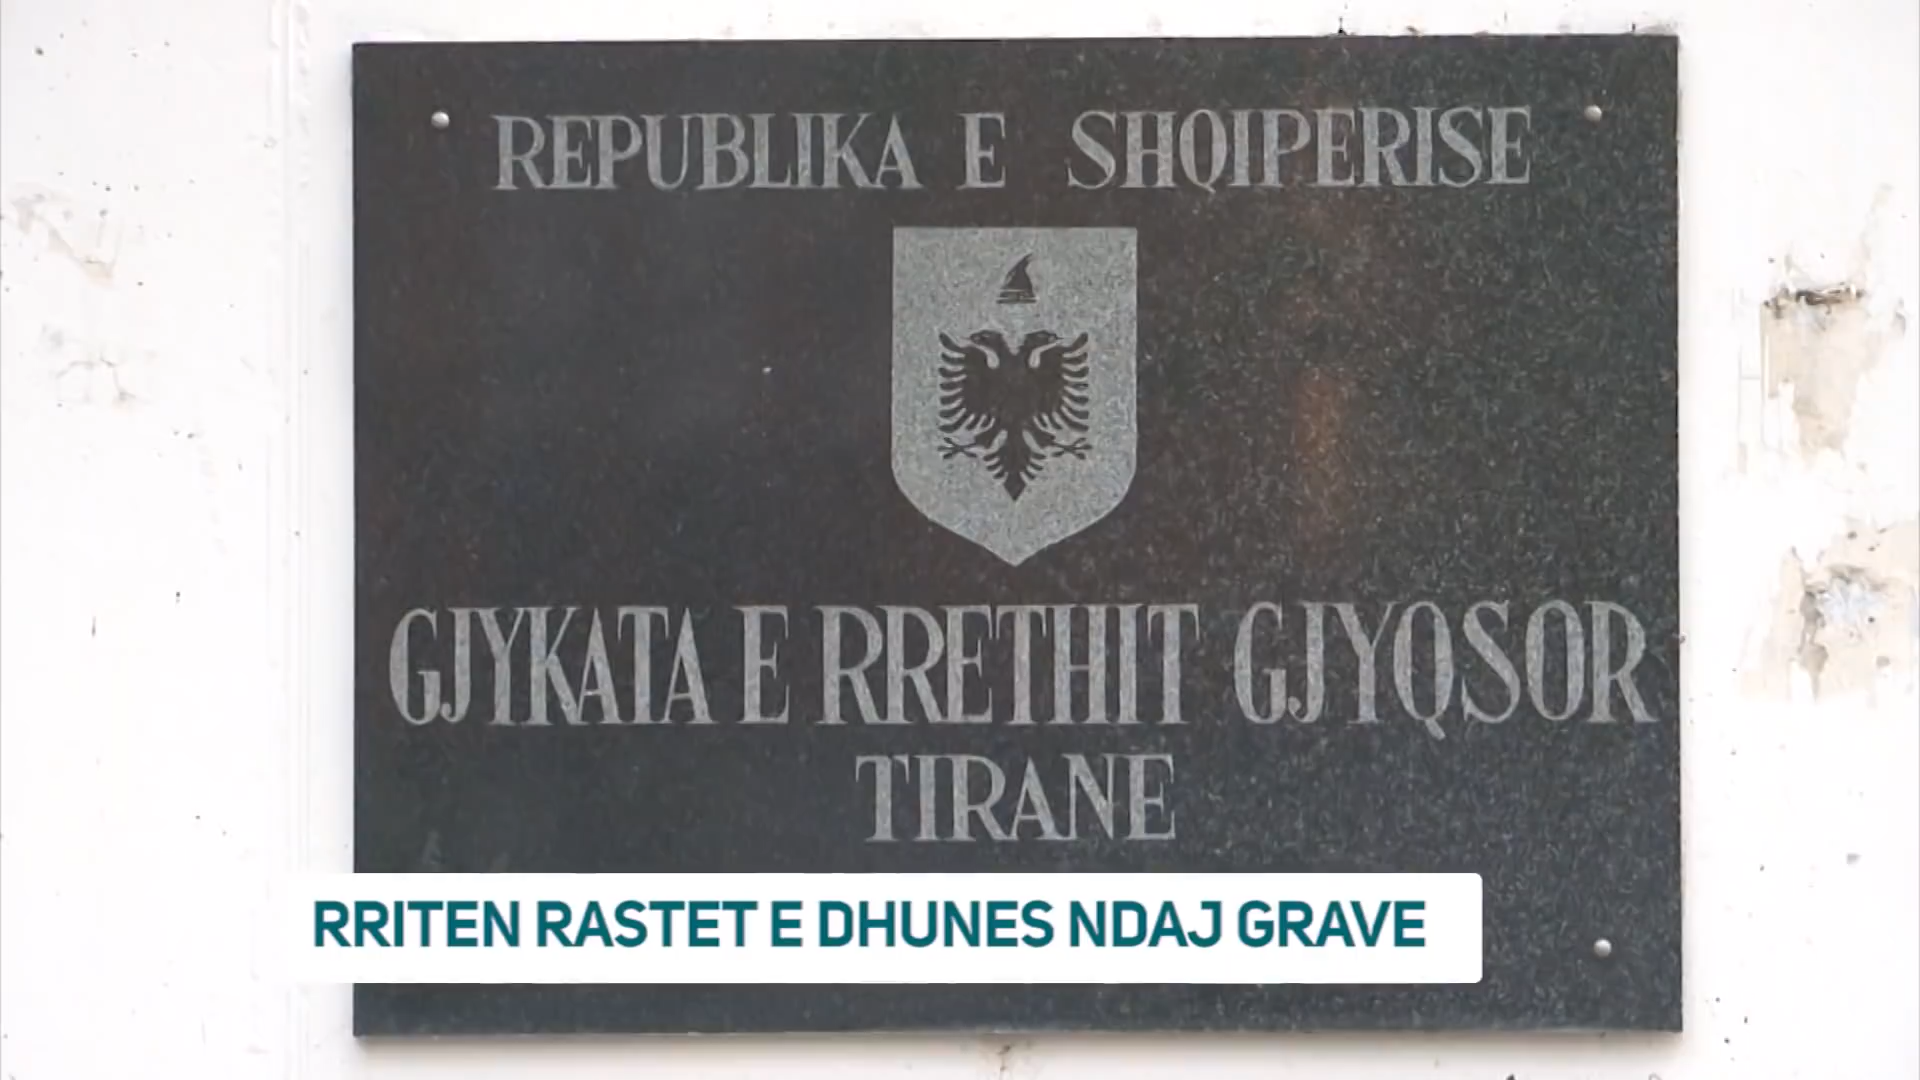 REPUBLIKA E SHQIPERISE
GJYKATA E RRETHIT GJYQSOR
TIRANE
RRITEN RASTET E DHUNES NDAJ GRAVE